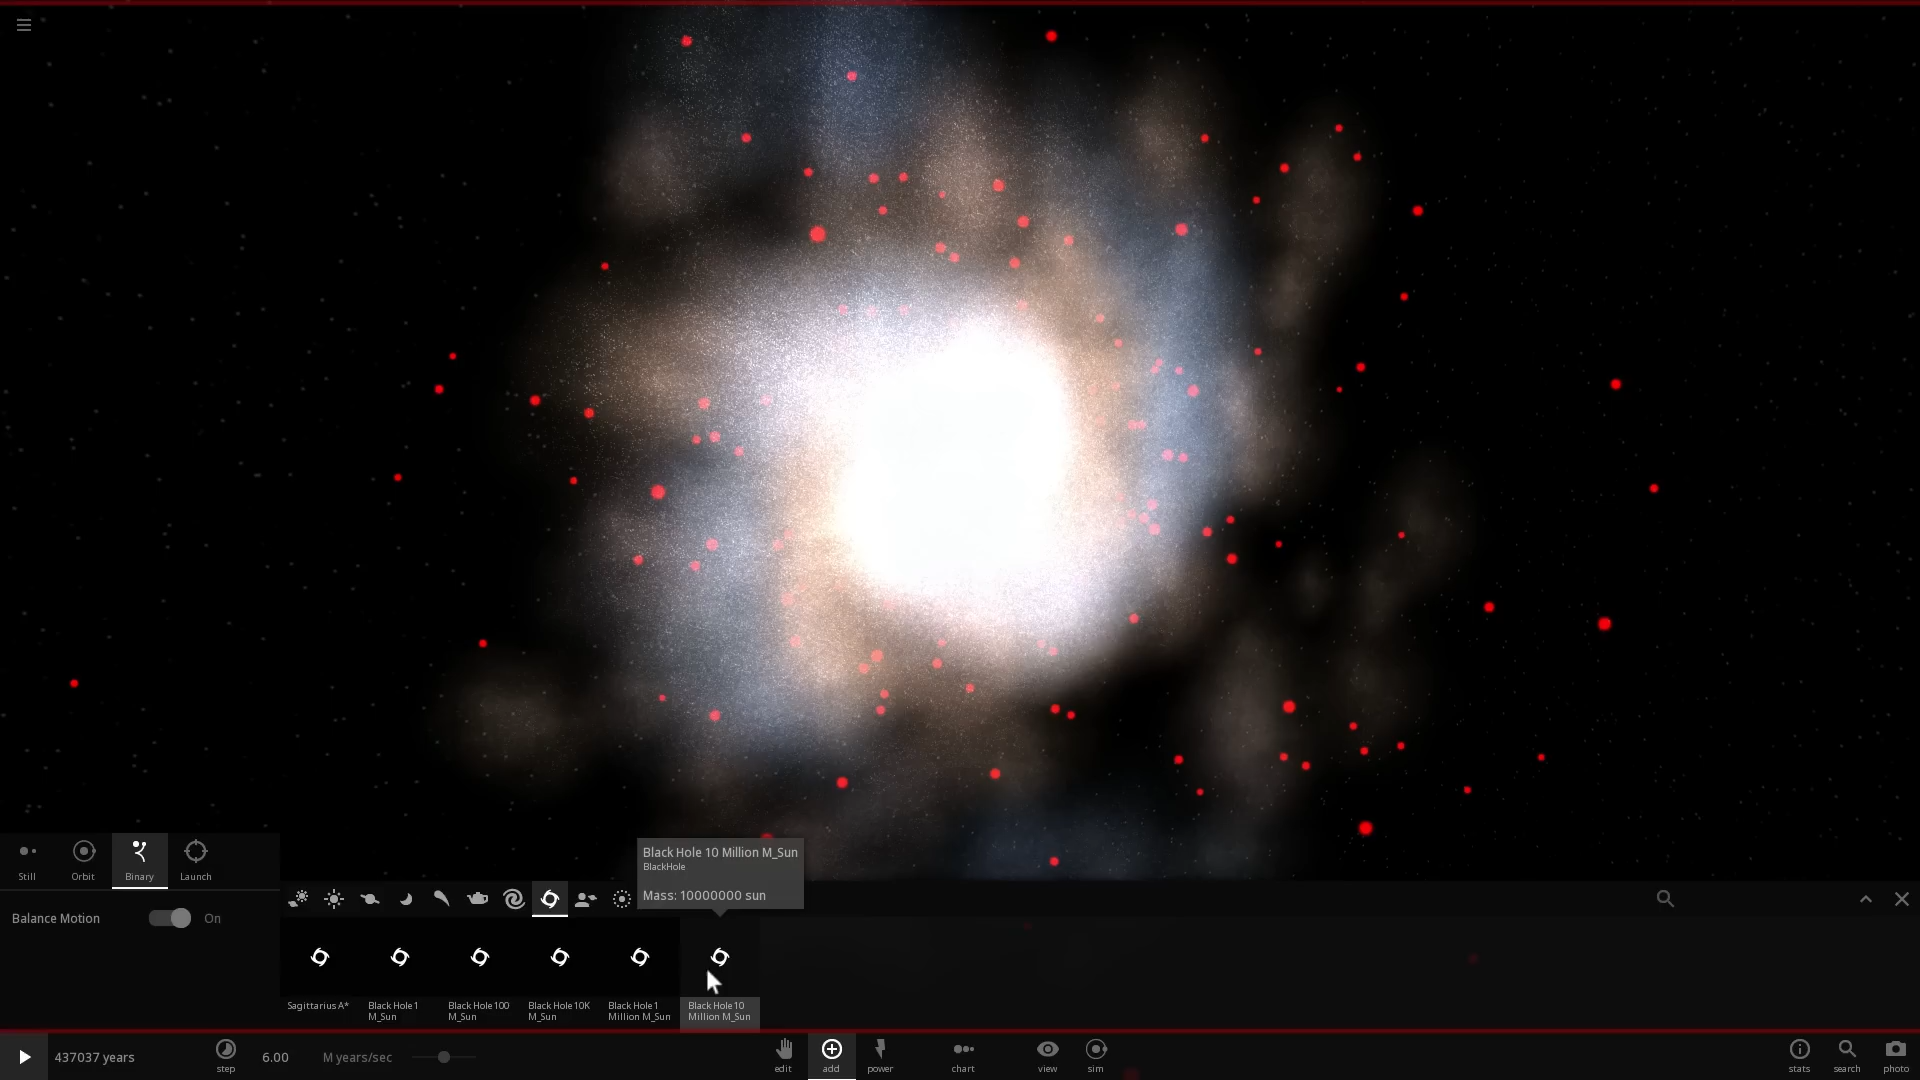 Still
Orbit
Binary
Launch
Balance Motion
On
Black Hole 10 Million M_Sun
BlackHole
Mass: 10000000 sun
Sagittarius A*
Black Hole 1
M_Sun
Black Hole 100
M_Sun
Black Hole 10K
M_Sun
Black Hole 1
Million M_Sun
Black Hole 10
Million M_Sun
437037 years
step
6.00
M years/sec
edit
add
power
chart
view
sim
stats
search
photo